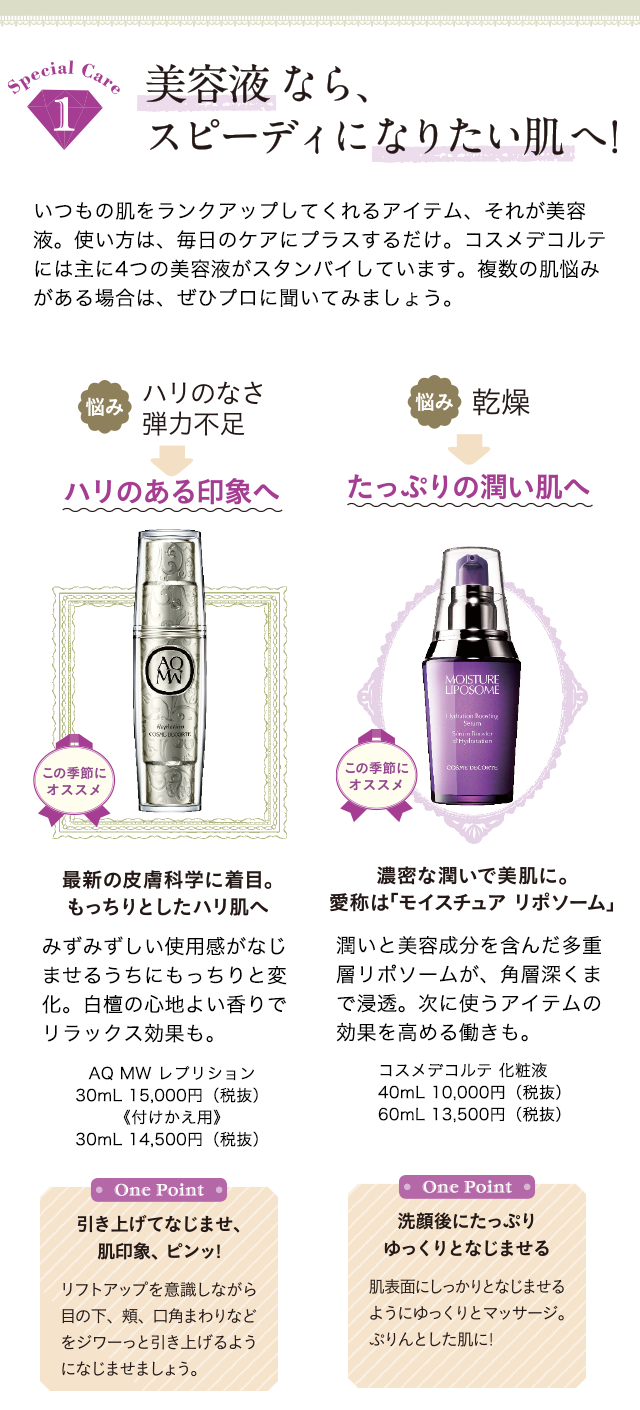 Special Care
1
美容液なら、
スピーディになりたい肌へ!
いつもの肌をランクアップしてくれるアイテム、それが美容
液。使い方は、毎日のケアにプラスするだけ。コスメデコルテ
には主に4つの美容液がスタンバイしています。複数の肌悩み
がある場合は、ぜひプロに聞いてみましょう。
悩み
ハリのなさ
弾力不足
ハリのある印象へ
AQ
MW
Repletion
COSME DECORTE
この季節に
オススメ
最新の皮膚科学に着目。
もっちりとしたハリ肌へ
みずみずしい使用感がなじ
ませるうちにもっちりと変
化。白檀の心地よい香りで
リラックス効果も。
AQ MW レプリション
30mL 15,000円（税抜）
《付けかえ用》
30mL 14,500円（税抜）
One Point
引き上げてなじませ、
肌印象、ピンッ!
リフトアップを意識しながら
目の下、頬、口角まわりなど
をジワーっと引き上げるよう
になじませましょう。
悩み
乾燥
たっぷりの潤い肌へ
MOISTURE
LIPOSOME
Hydration Boosting
Serum
Sérum Booster
d'Hydratation
COSME DECORTE
この季節に
オススメ
濃密な潤いで美肌に。
愛称は「モイスチュア リポソーム」
潤いと美容成分を含んだ多重
層リポソームが、角層深くま
で浸透。次に使うアイテムの
効果を高める働きも。
コスメデコルテ 化粧液
40mL 10,000円（税抜）
60mL 13,500円（税抜）
One Point
洗顔後にたっぷり
ゆっくりとなじませる
肌表面にしっかりとなじませる
ようにゆっくりとマッサージ。
ぷりんとした肌に!